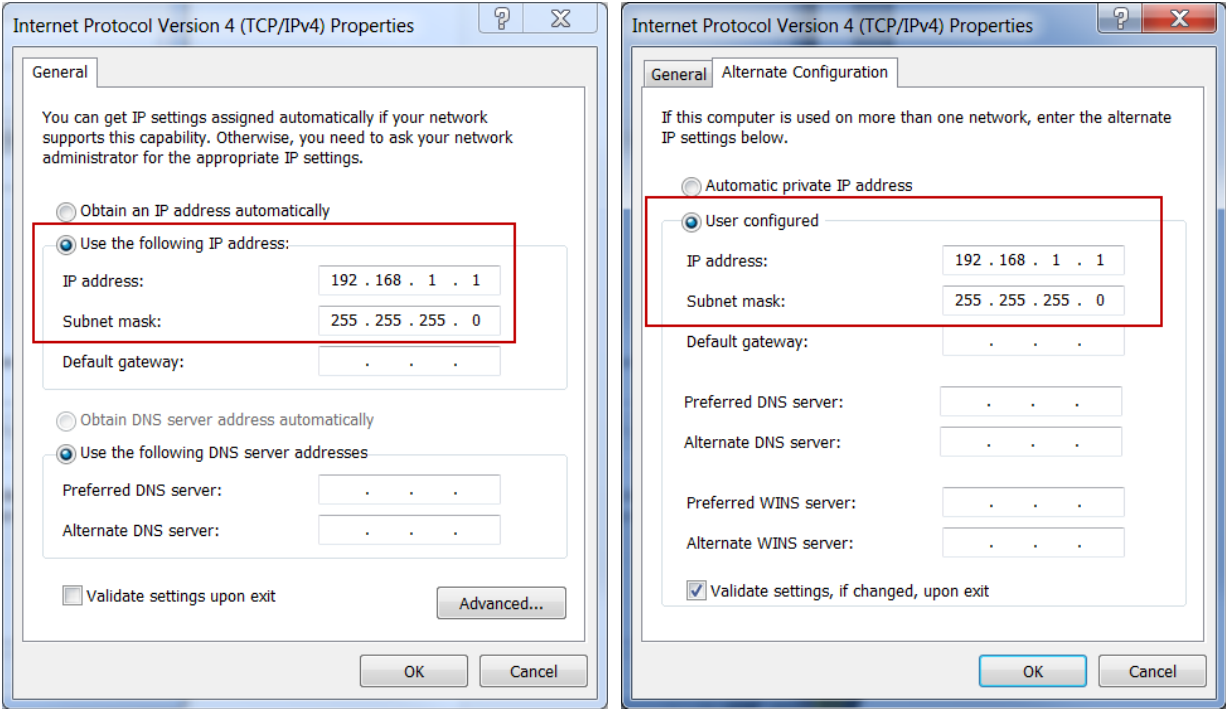 Internet Protocol Version 4 (TCP/IPv4) Properties
General
You can get IP settings assigned automatically if your network
supports this capability. Otherwise, you need to ask your network
administrator for the appropriate IP settings.
Obtain an IP address automatically
Use the following IP address:
IP address: 192 . 168 . 1 . 1
Subnet mask: 255 . 255 . 255 . 0
Default gateway: . . .
Obtain DNS server address automatically
Use the following DNS server addresses
Preferred DNS server: . . .
Alternate DNS server: . . .
Validate settings upon exit
Advanced...
OK Cancel
Internet Protocol Version 4 (TCP/IPv4) Properties
General Alternate Configuration
If this computer is used on more than one network, enter the alternate
IP settings below.
Automatic private IP address
User configured
IP address: 192 . 168 . 1 . 1
Subnet mask: 255 . 255 . 255 . 0
Default gateway: . . .
Preferred DNS server: . . .
Alternate DNS server: . . .
Preferred WINS server: . . .
Alternate WINS server: . . .
Validate settings, if changed, upon exit
OK Cancel